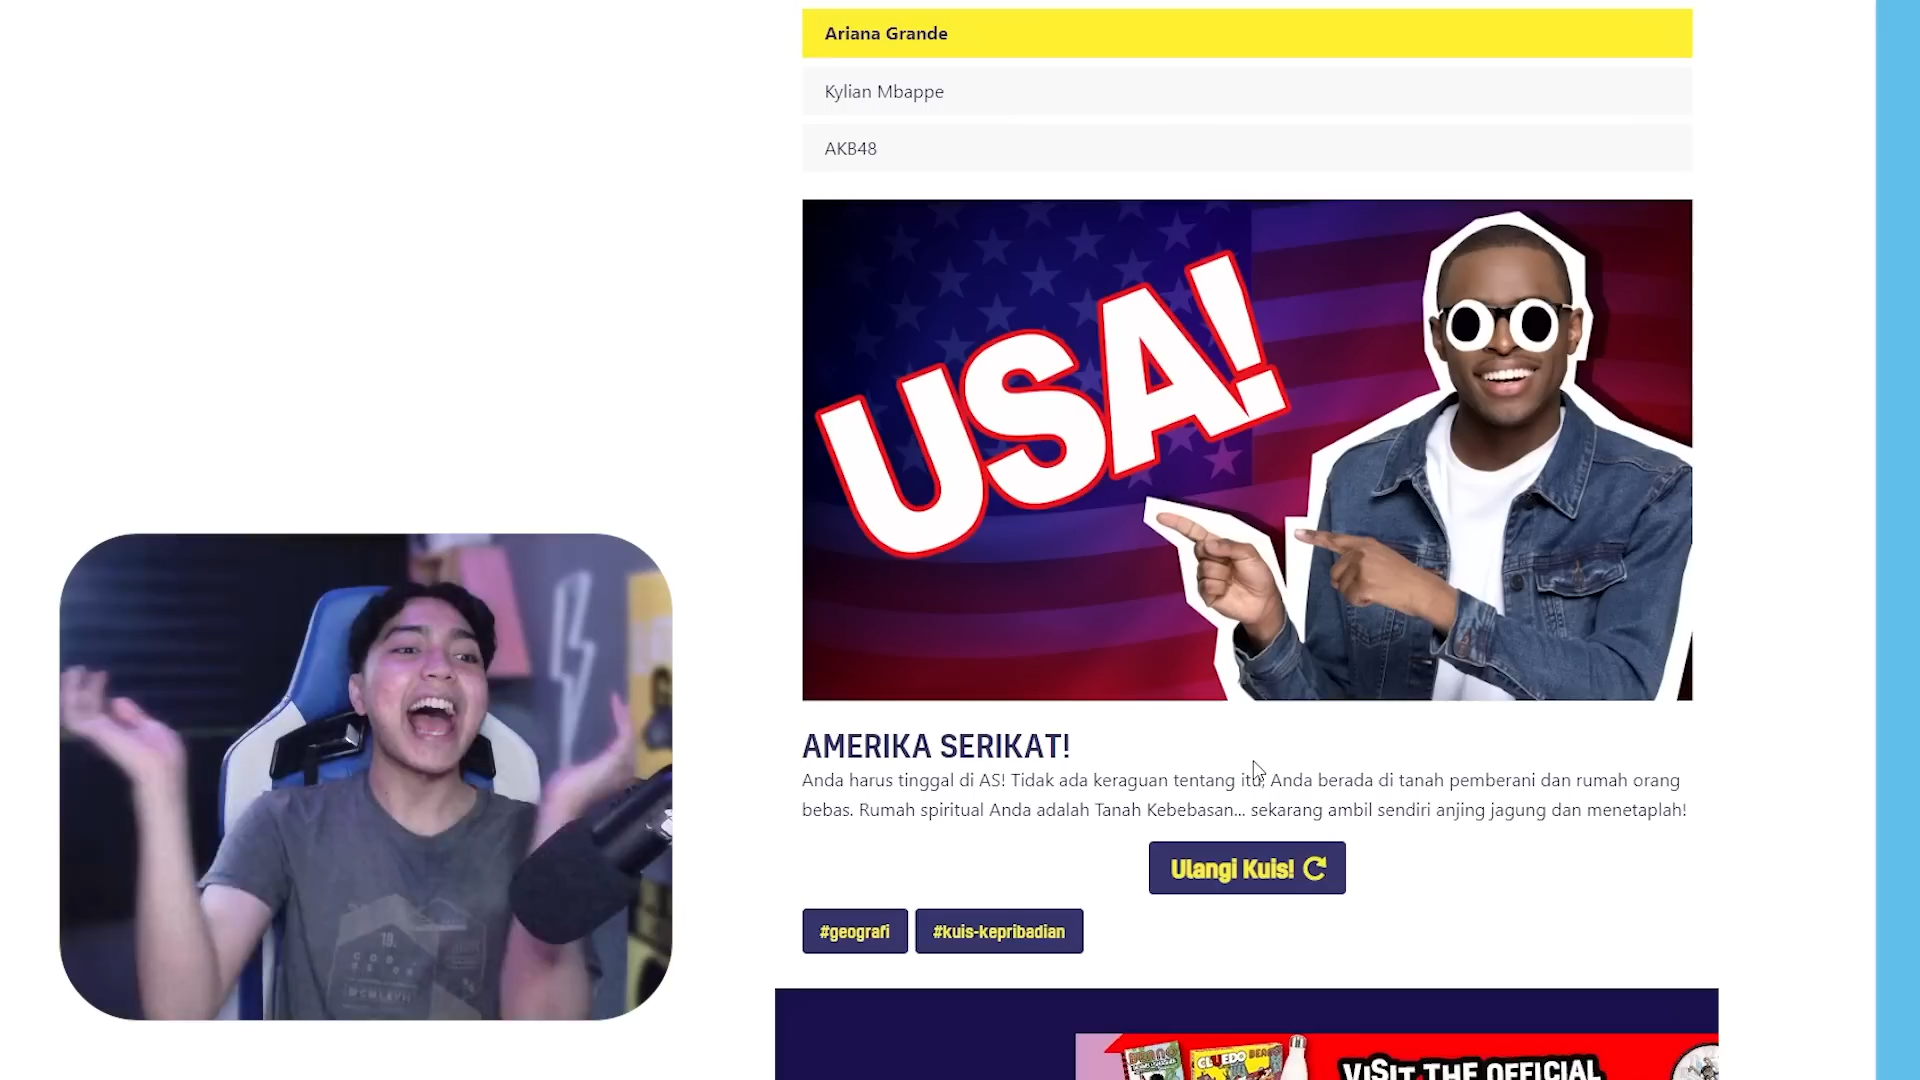 Ariana Grande
Kylian Mbappe
AKB48
USA!
AMERIKA SERIKAT!
Anda harus tinggal di AS! Tidak ada keraguan tentang itu; Anda berada di tanah pemberani dan rumah orang
bebas. Rumah spiritual Anda adalah Tanah Kebebasan... sekarang ambil sendiri anjing jagung dan menetaplah!
Ulangi Kuis!
#geografi
#kuis-kepribadian
CLUEDO
VISIT THE OFFICIAL